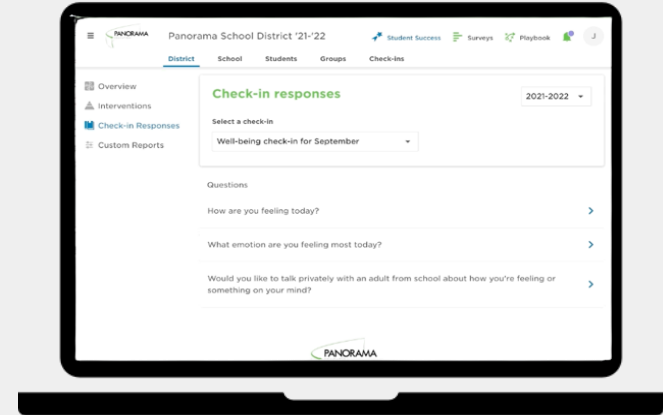 PANORAMA Panorama School District '21-'22 Student Success Surveys Playbook J
District School Students Groups Check-ins
Overview
Interventions
Check-in Responses
Custom Reports
Check-in responses 2021-2022
Select a check-in
Well-being check-in for September
Questions
How are you feeling today?
What emotion are you feeling most today?
Would you like to talk privately with an adult from school about how you're feeling or
something on your mind?
PANORAMA